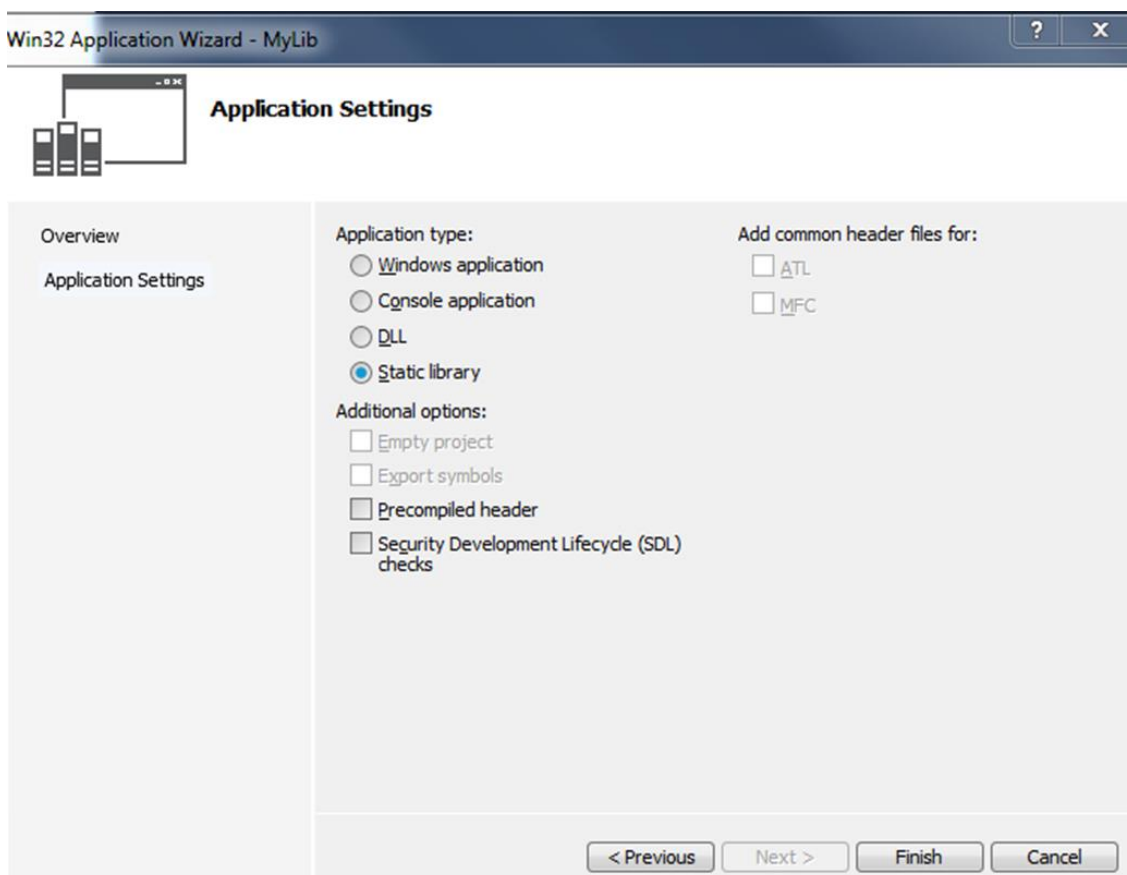 Win32 Application Wizard - MyLib
? X
Application Settings
Overview
Application Settings
Application type:
Windows application
Console application
DLL
Static library
Additional options:
Empty project
Export symbols
Precompiled header
Security Development Lifecycle (SDL)
checks
Add common header files for:
ATL
MFC
< Previous
Next >
Finish
Cancel